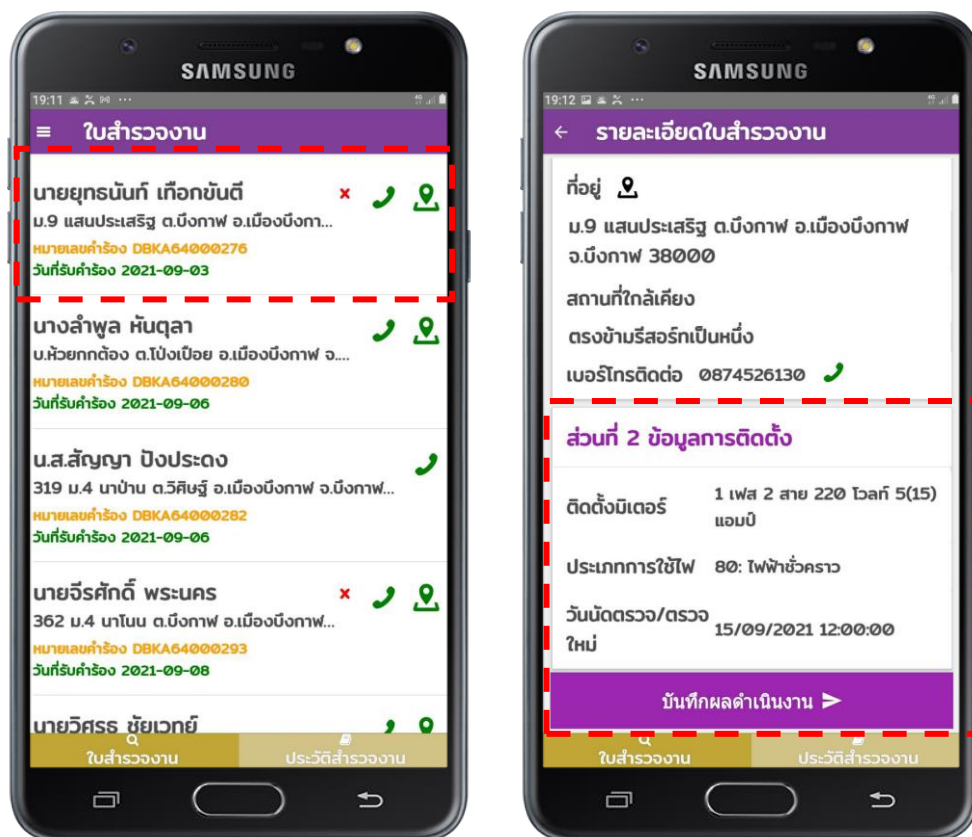 SAMSUNG
19:11
ใบสำรวจงาน
นายยุทธนันท์ เทือกขันตี
ม.9 แสนประเสริฐ ต.บึงกาฬ อ.เมืองบึงกา...
หมายเลขคำร้อง DBKA64000276
วันที่รับคำร้อง 2021-09-03
นางลำพูล หันตุลา
บ.ห้วยกกต้อง ต.โป่งเปือย อ.เมืองบึงกาฬ จ....
หมายเลขคำร้อง DBKA64000280
วันที่รับคำร้อง 2021-09-06
น.ส.สัญญา ปังประดง
319 ม.4 นาป่าน ต.วิศิษฐ์ อ.เมืองบึงกาฬ จ.บึงกาฬ...
หมายเลขคำร้อง DBKA64000282
วันที่รับคำร้อง 2021-09-06
นายจีรศักดิ์ พระนคร
362 ม.4 นาโนน ต.บึงกาฬ อ.เมืองบึงกาฬ...
หมายเลขคำร้อง DBKA64000293
วันที่รับคำร้อง 2021-09-08
นายวิศรุธ ชัยเวทย์
ใบสำรวจงาน ประวัติสำรวจงาน
SAMSUNG
19:12
รายละเอียดใบสำรวจงาน
ที่อยู่
ม.9 แสนประเสริฐ ต.บึงกาฬ อ.เมืองบึงกาฬ
จ.บึงกาฬ 38000
สถานที่ใกล้เคียง
ตรงข้ามรีสอร์ทเป็นหนึ่ง
เบอร์โทรติดต่อ 0874526130
ส่วนที่ 2 ข้อมูลการติดตั้ง
ติดตั้งมิเตอร์ 1 เฟส 2 สาย 220 โวลท์ 5(15)
แอมป์
ประเภทการใช้ไฟ 80: ไฟฟ้าชั่วคราว
วันนัดตรวจ/ตรวจ
ใหม่ 15/09/2021 12:00:00
บันทึกผลดำเนินงาน
ใบสำรวจงาน ประวัติสำรวจงาน